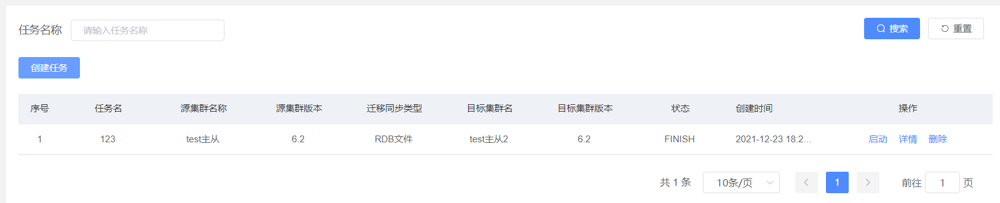 任务名称 请输入任务名称 搜索 重置
创建任务
序号 任务名 源集群名称 源集群版本 迁移同步类型 目标集群名 目标集群版本 状态 创建时间 操作
1 123 test主从 6.2 RDB文件 test主从2 6.2 FINISH 2021-12-23 18:2... 启动 详情 删除
共 1 条 10条/页 1 前往 1 页